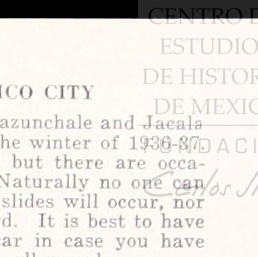 CENTRO
ESTUDIO
DE HISTOR
DE MEXIC
ICO CITY
azunchale and Jacala
he winter of 1936-37.
but there are occa-
Naturally no one can
slides will occur, nor
d. It is best to have
ar in case you have